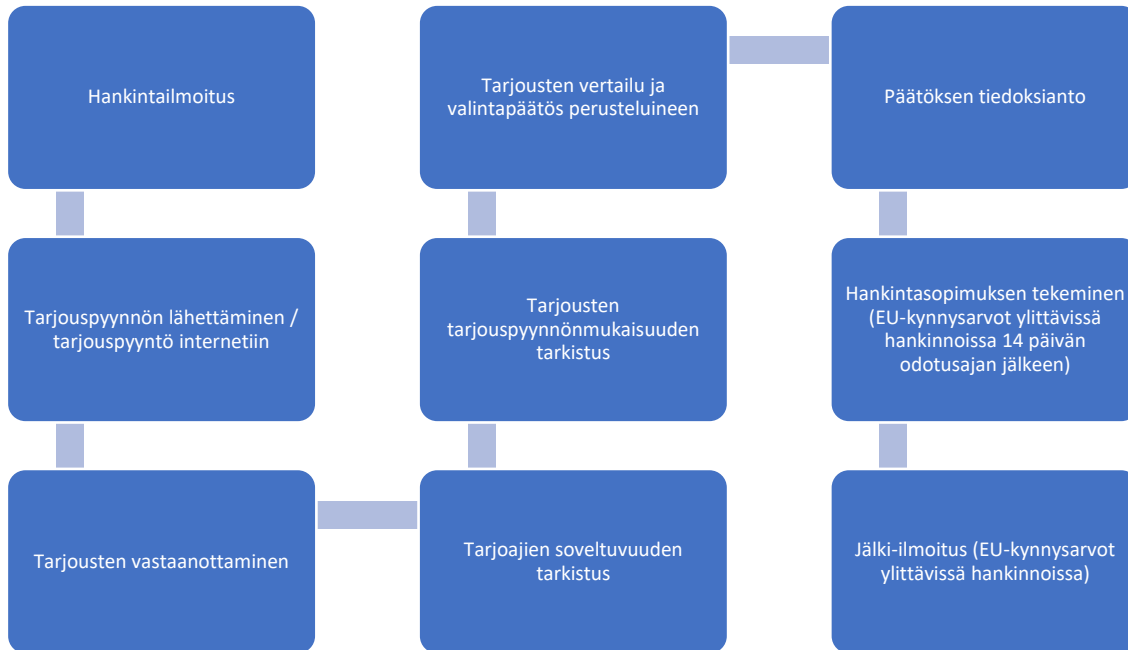 Hankintailmoitus
Tarjouspyynnön lähettäminen /
tarjouspyyntö internetiin
Tarjousten vastaanottaminen
Tarjoajien soveltuvuuden
tarkistus
Tarjousten
tarjouspyynnönmukaisuuden
tarkistus
Tarjousten vertailu ja
valintapäätös perusteluineen
Päätöksen tiedoksianto
Hankintasopimuksen tekeminen
(EU-kynnysarvot ylittävissä
hankinnoissa 14 päivän
odotusajan jälkeen)
Jälki-ilmoitus (EU-kynnysarvot
ylittävissä hankinnoissa)